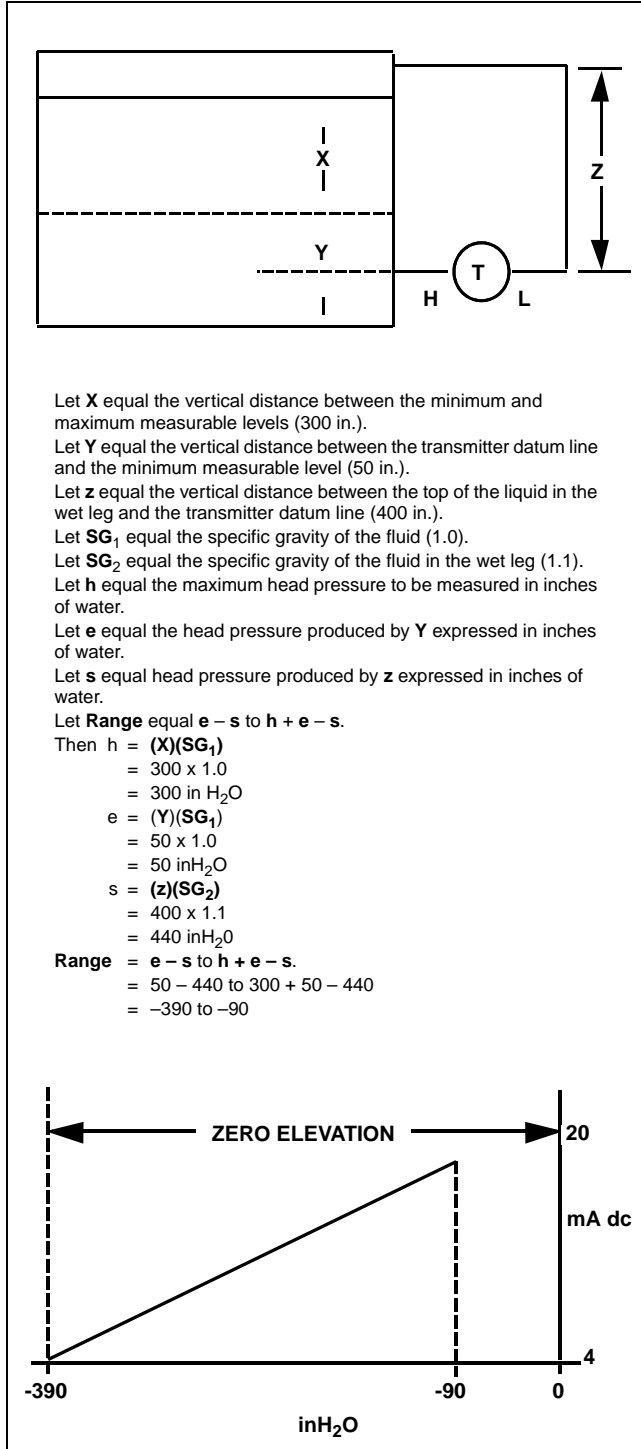 X
Z
Y
T
H
L
Let X equal the vertical distance between the minimum and
maximum measurable levels (300 in.).
Let Y equal the vertical distance between the transmitter datum line
and the minimum measurable level (50 in.).
Let z equal the vertical distance between the top of the liquid in the
wet leg and the transmitter datum line (400 in.).
Let SG1 equal the specific gravity of the fluid (1.0).
Let SG2 equal the specific gravity of the fluid in the wet leg (1.1).
Let h equal the maximum head pressure to be measured in inches
of water.
Let e equal the head pressure produced by Y expressed in inches
of water.
Let s equal head pressure produced by z expressed in inches of
water.
Let Range equal e – s to h + e – s.
Then h = (X)(SG1)
= 300 x 1.0
= 300 in H2O
e = (Y)(SG1)
= 50 x 1.0
= 50 inH2O
s = (z)(SG2)
= 400 x 1.1
= 440 inH20
Range = e – s to h + e – s.
= 50 – 440 to 300 + 50 – 440
= –390 to –90
ZERO ELEVATION
20
mA dc
4
-390
-90
0
inH2O